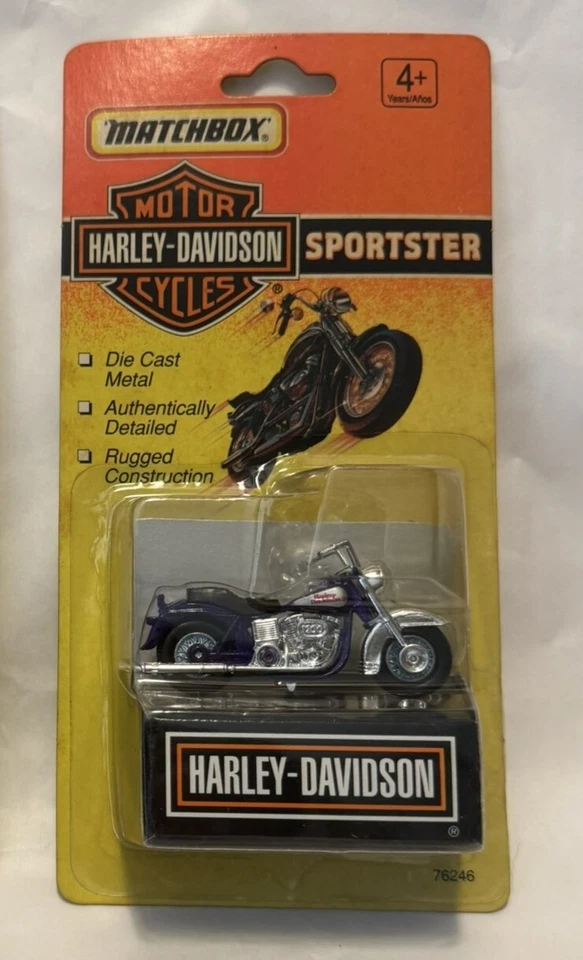 4+
Years/Años
MATCHBOX®
MOTOR
HARLEY-DAVIDSON
CYCLES®
SPORTSTER
Die Cast
Metal
Authentically
Detailed
Rugged
Construction
Harley
HARLEY-DAVIDSON
®
76246